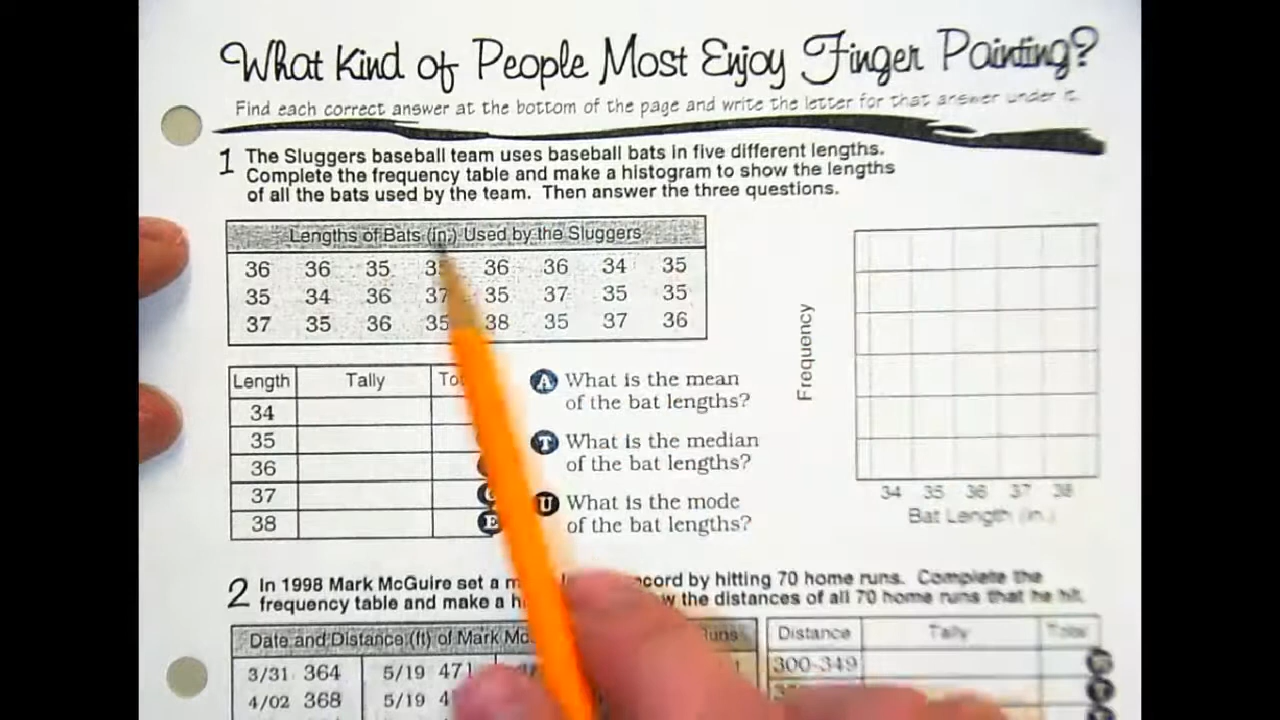 What Kind of People Most Enjoy Finger Painting?
Find each correct answer at the bottom of the page and write the letter for that answer under it.
1 The Sluggers baseball team uses baseball bats in five different lengths.
Complete the frequency table and make a histogram to show the lengths
of all the bats used by the team. Then answer the three questions.
Lengths of Bats (in.) Used by the Sluggers
36 36 35 35 36 36 34 35
35 34 36 37 35 37 35 35
37 35 36 35 38 35 37 36
Length Tally
34
35
36
37
38
E
A What is the mean
of the bat lengths?
T What is the median
of the bat lengths?
U What is the mode
of the bat lengths?
Frequency
34 35 36 37 38
Bat Length (in.)
2 In 1998 Mark McGuire set a by hitting 70 home runs. Complete the
frequency table and make a the distances of all 70 home runs that he hit.
Date and Distance (ft) of Mark
3/31 364 5/19 471
4/02 368 5/19
Distance Tally Total
300-349